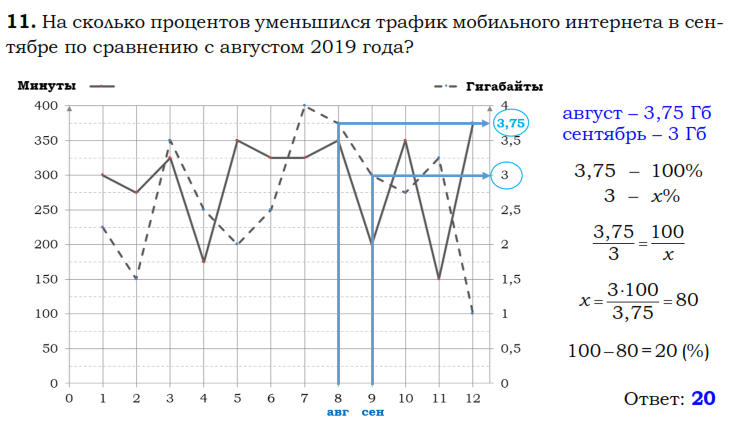 11. На сколько процентов уменьшился трафик мобильного интернета в сен-
тябре по сравнению с августом 2019 года?
Минуты
Гигабайты
400 4
3,75
350 3,5
300 3
250 2,5
200 2
150 1,5
100 1
50 0,5
0 0
0 1 2 3 4 5 6 7 8 9 10 11 12
авг сен
август – 3,75 Гб
сентябрь – 3 Гб
3,75 – 100%
3 – x%
3,75/3 = 100/x
x = 3·100/3,75 = 80
100 – 80 = 20 (%)
Ответ: 20